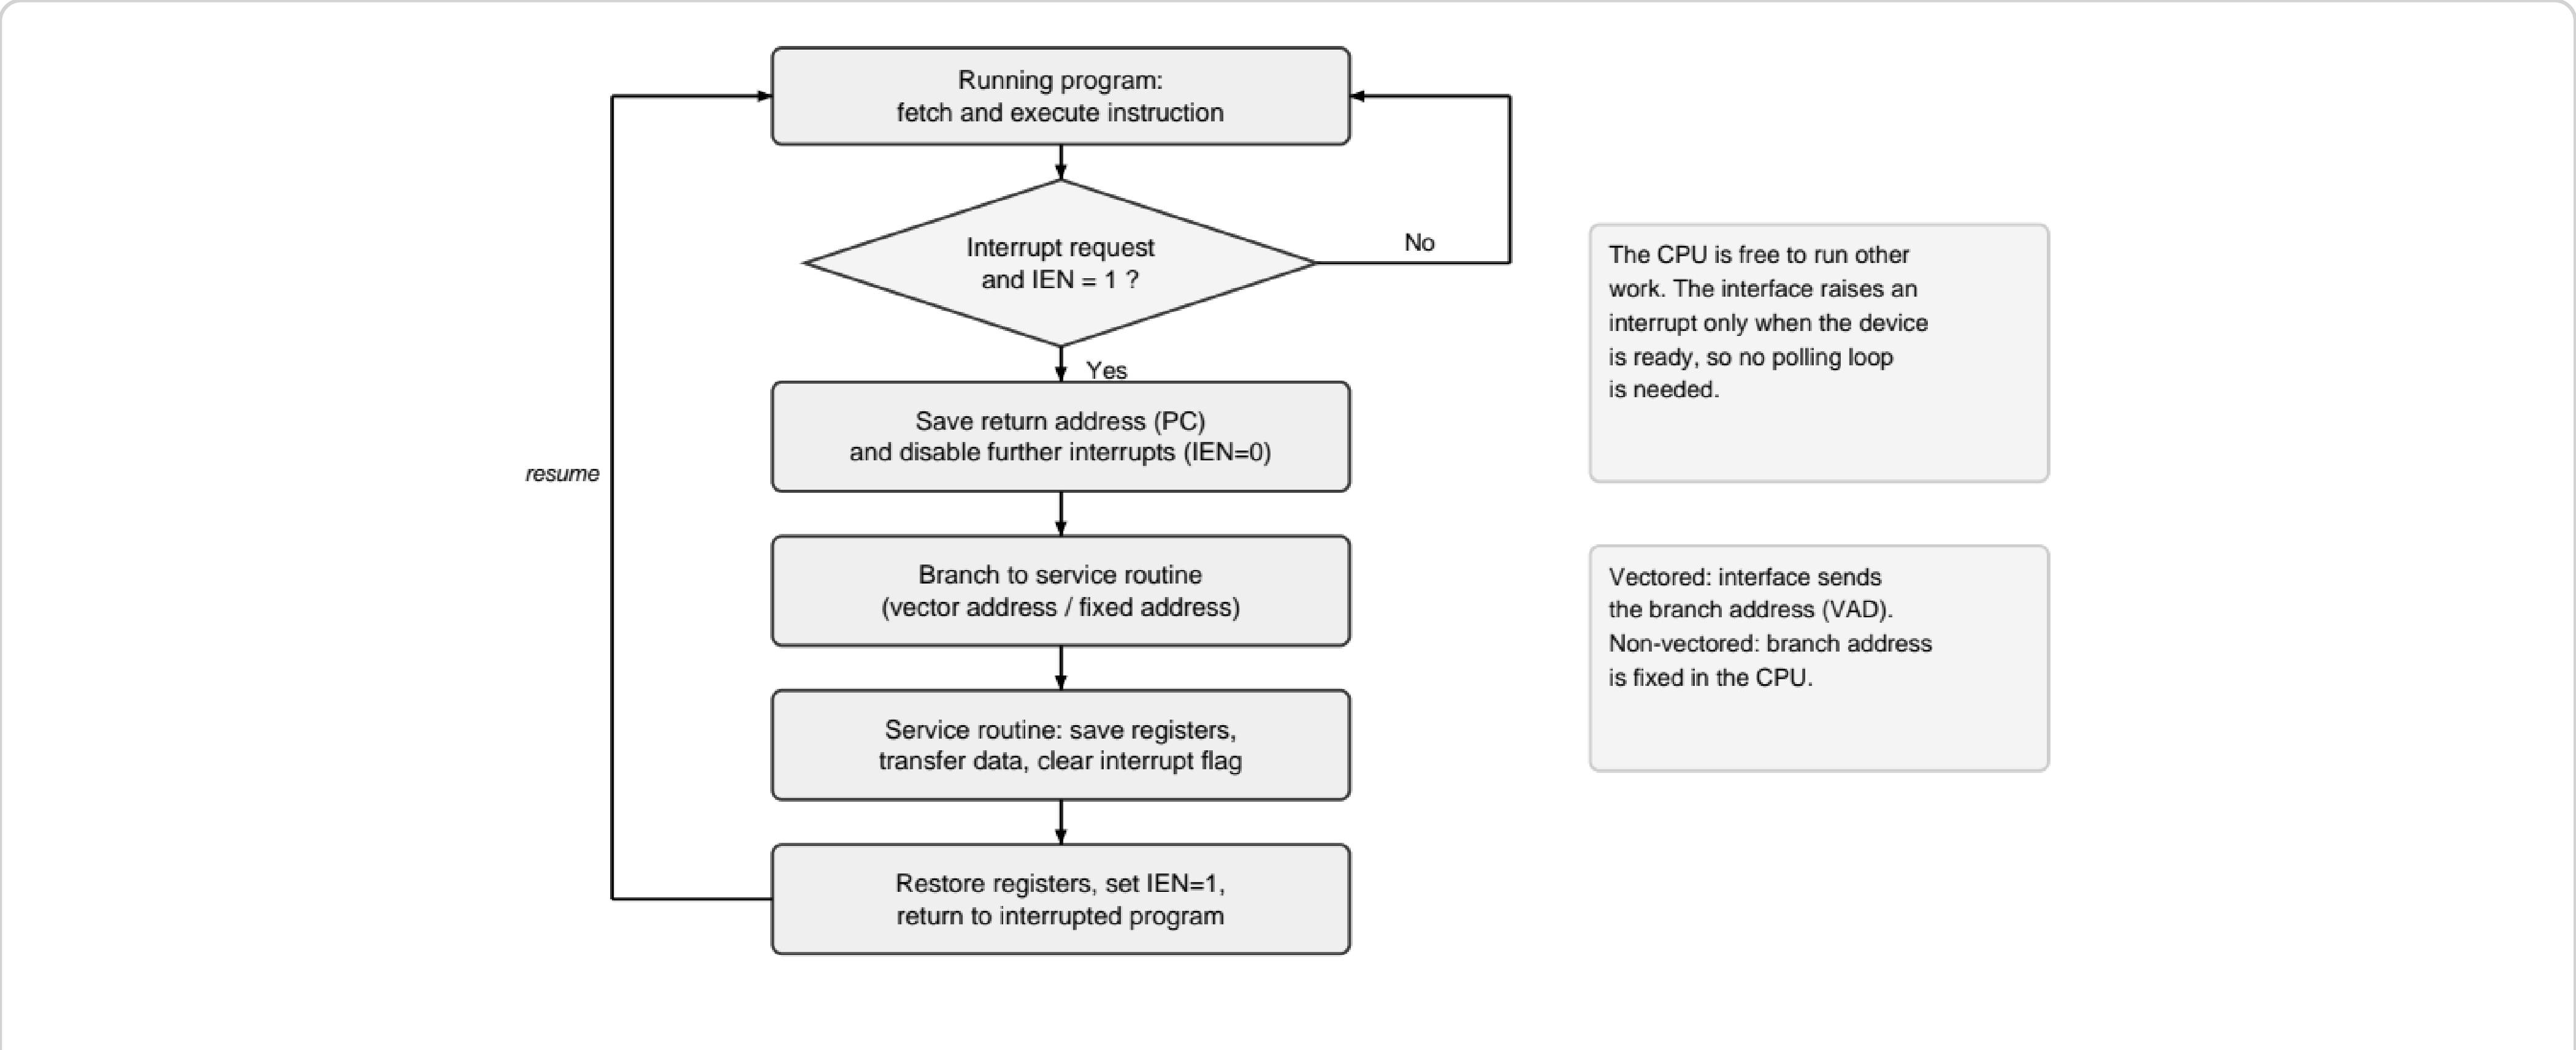 Running program:
fetch and execute instruction
Interrupt request
and IEN = 1 ?
No
Yes
Save return address (PC)
and disable further interrupts (IEN=0)
resume
Branch to service routine
(vector address / fixed address)
Service routine: save registers,
transfer data, clear interrupt flag
Restore registers, set IEN=1,
return to interrupted program
The CPU is free to run other
work. The interface raises an
interrupt only when the device
is ready, so no polling loop
is needed.
Vectored: interface sends
the branch address (VAD).
Non-vectored: branch address
is fixed in the CPU.